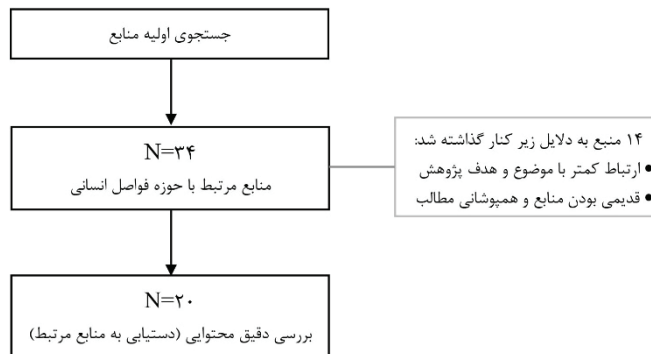 جستجوی اولیه منابع
N=۳۴
منابع مرتبط با حوزه فواصل انسانی
۱۴ منبع به دلایل زیر کنار گذاشته شد:
● ارتباط کمتر با موضوع و هدف پژوهش
● قدیمی بودن منابع و همپوشانی مطالب
N=۲۰
بررسی دقیق محتوایی (دستیابی به منابع مرتبط)